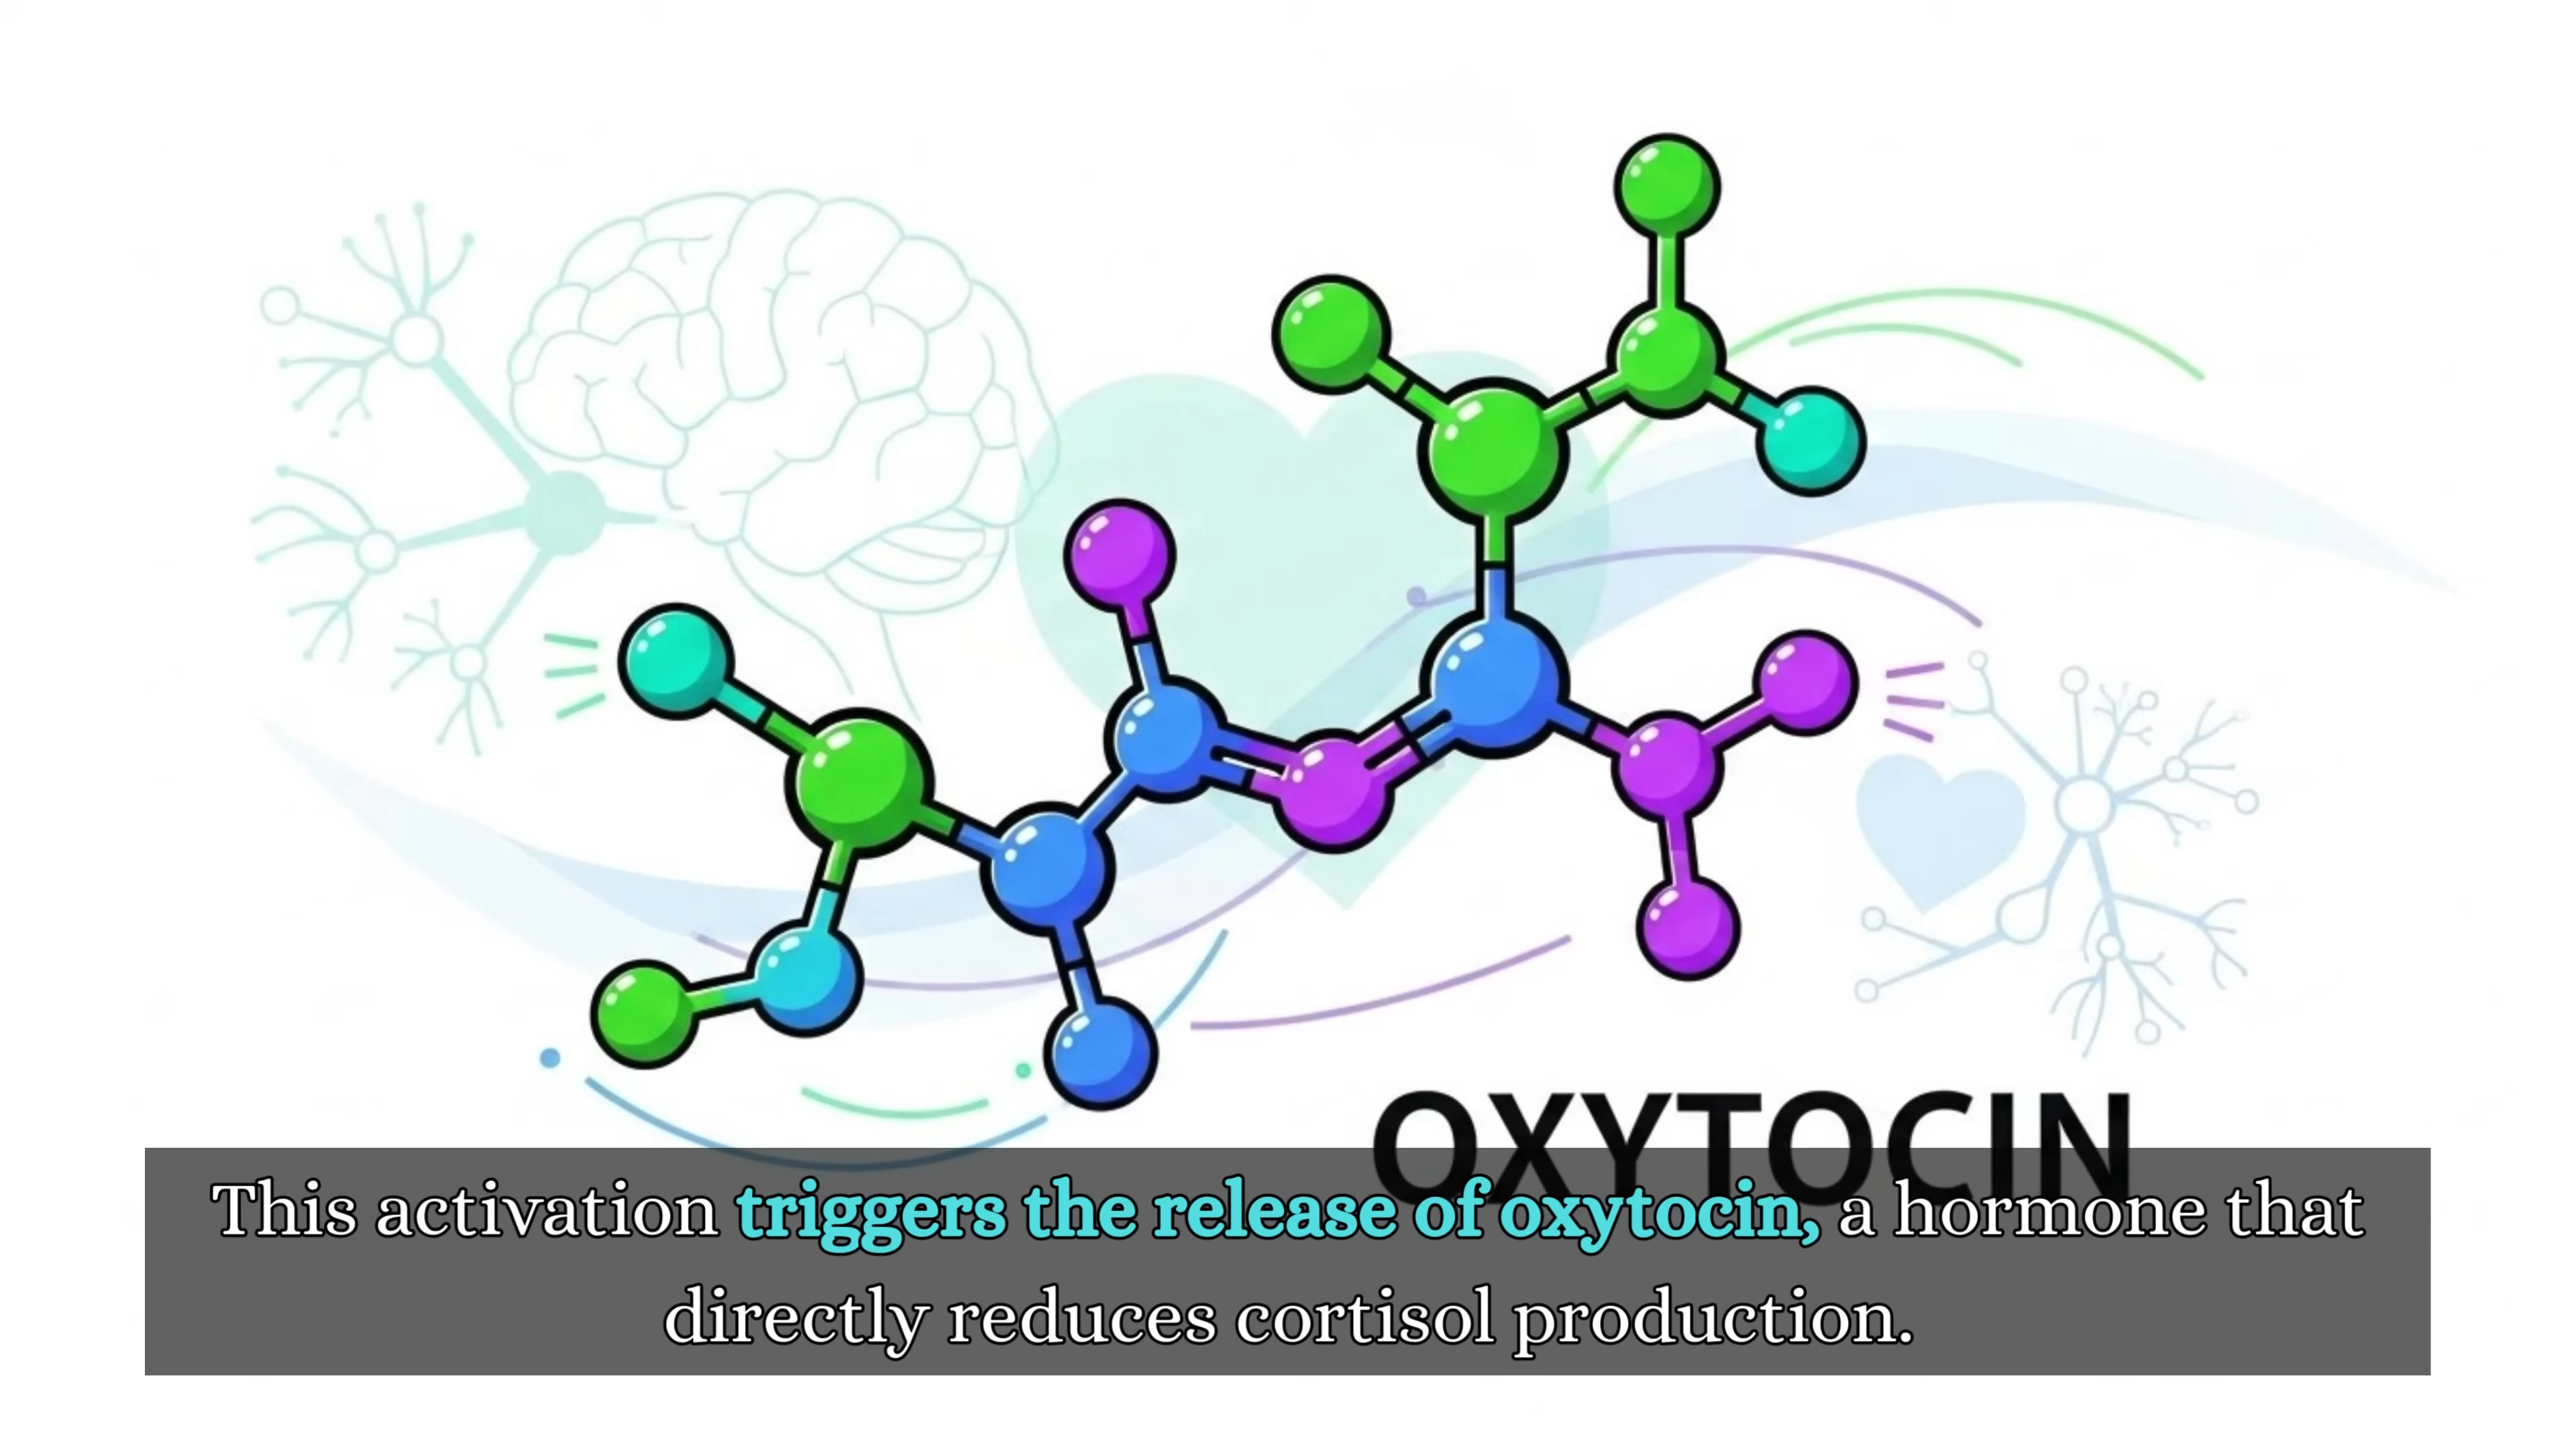 OXYTOCIN
This activation triggers the release of oxytocin, a hormone that
directly reduces cortisol production.